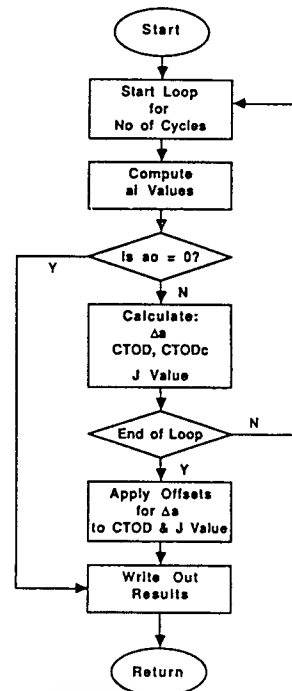 Start
Start Loop
for
No of Cycles
Compute
ai Values
Is ao = 0?
Y
N
Calculate:
Δa
CTOD, CTODc
J Value
End of Loop
N
Y
Apply Offsets
for Δa
to CTOD & J Value
Write Out
Results
Return